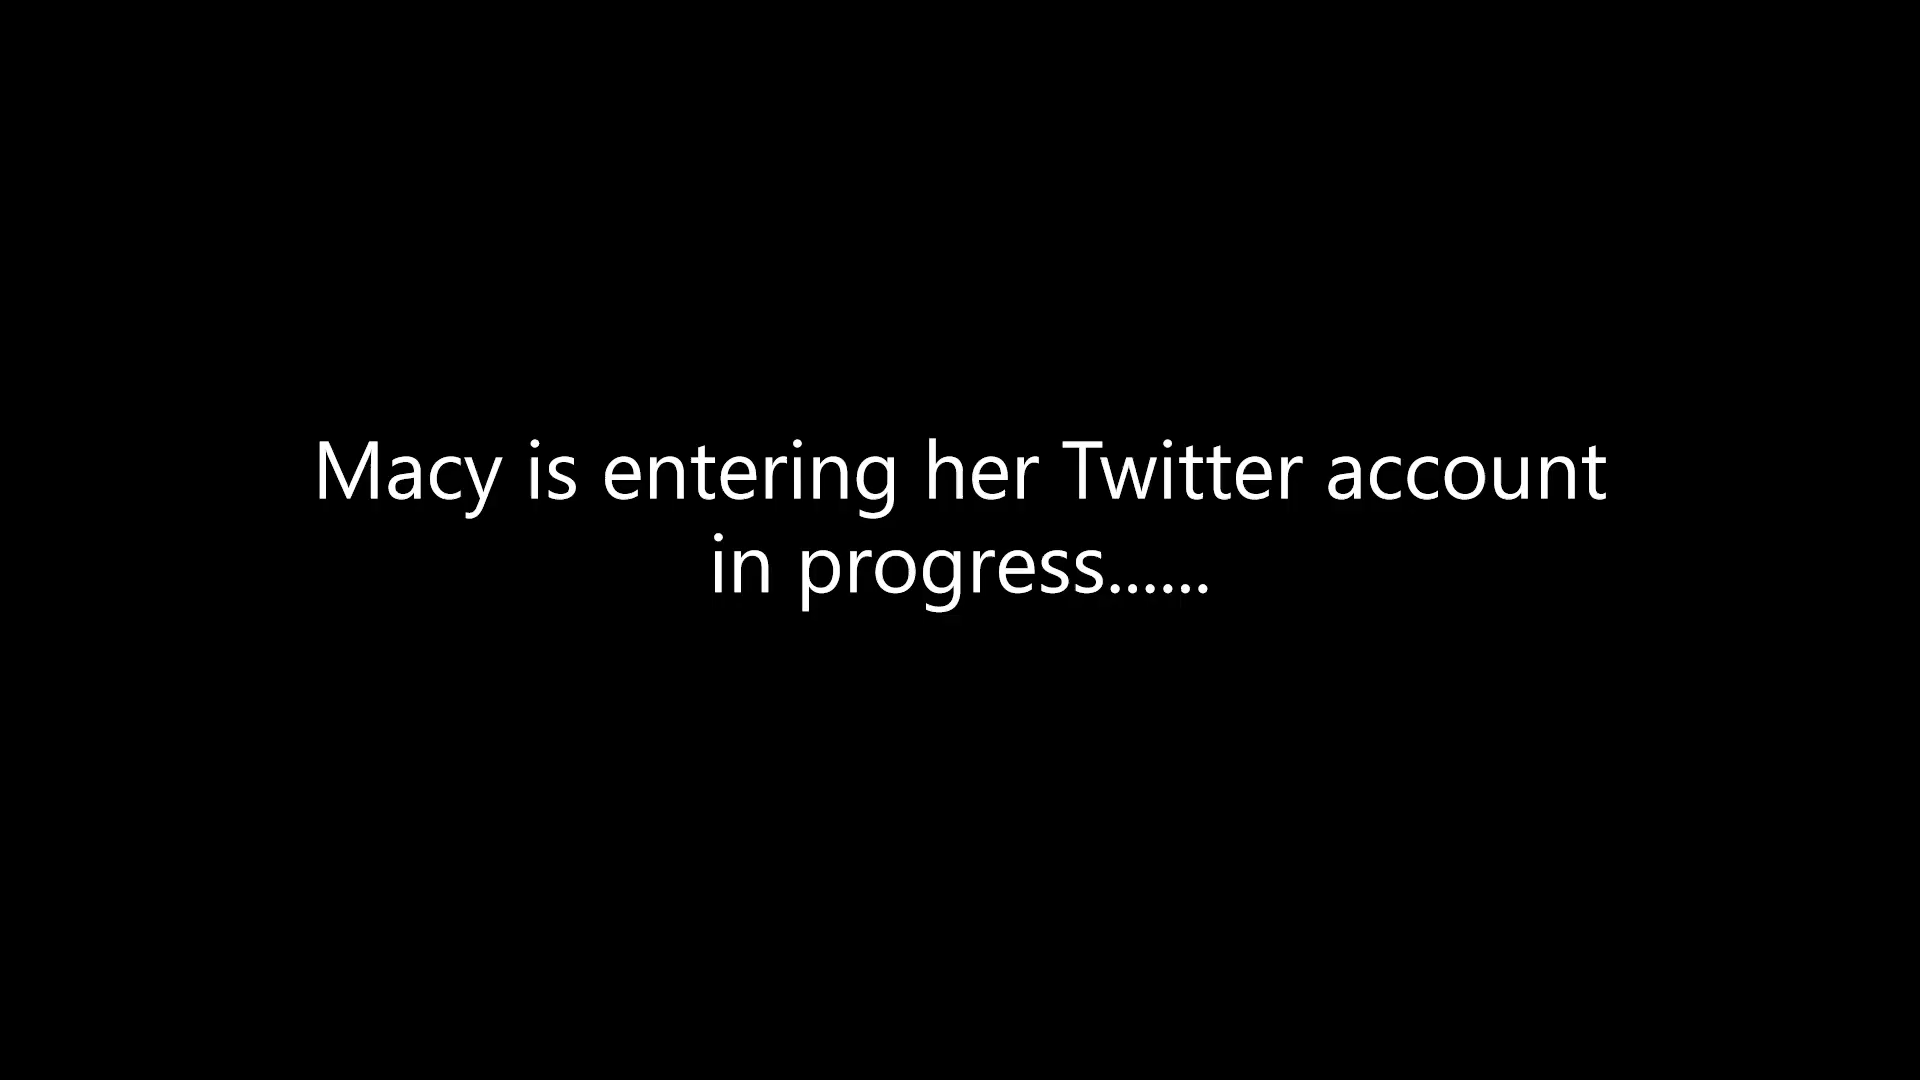 Macy is entering her Twitter account
in progress......